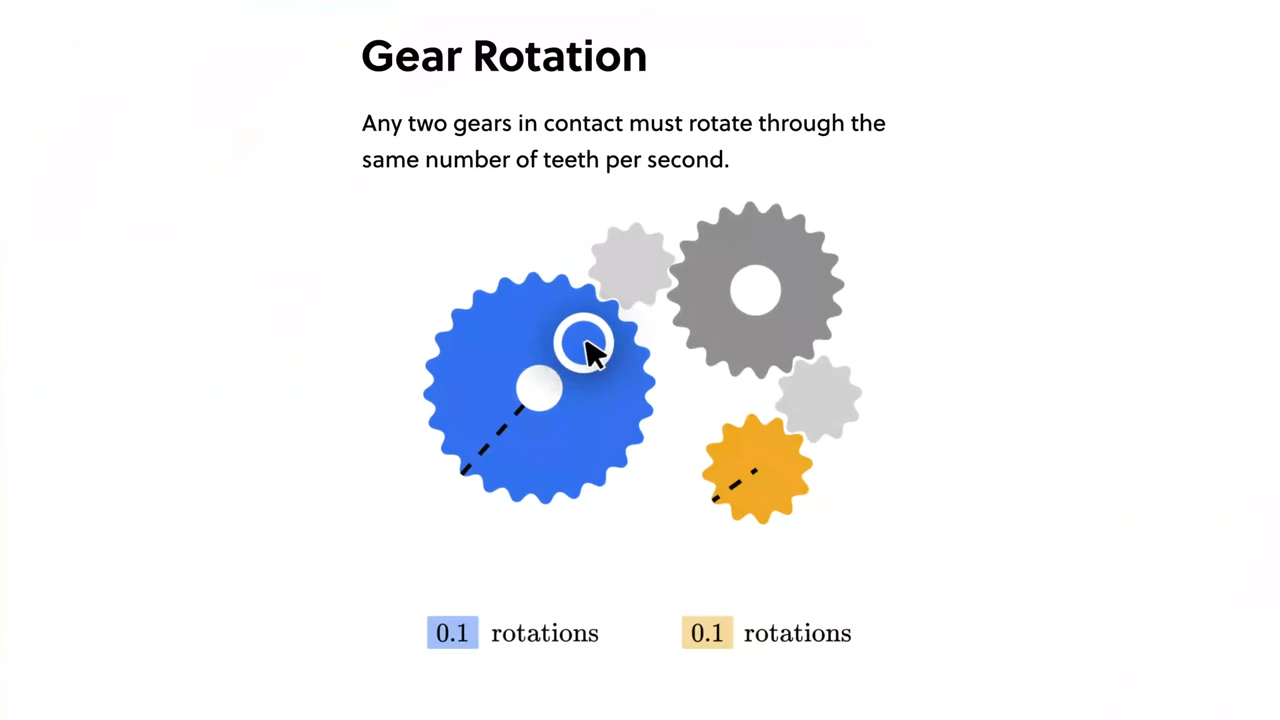 Gear Rotation
Any two gears in contact must rotate through the
same number of teeth per second.
0.1 rotations 0.1 rotations